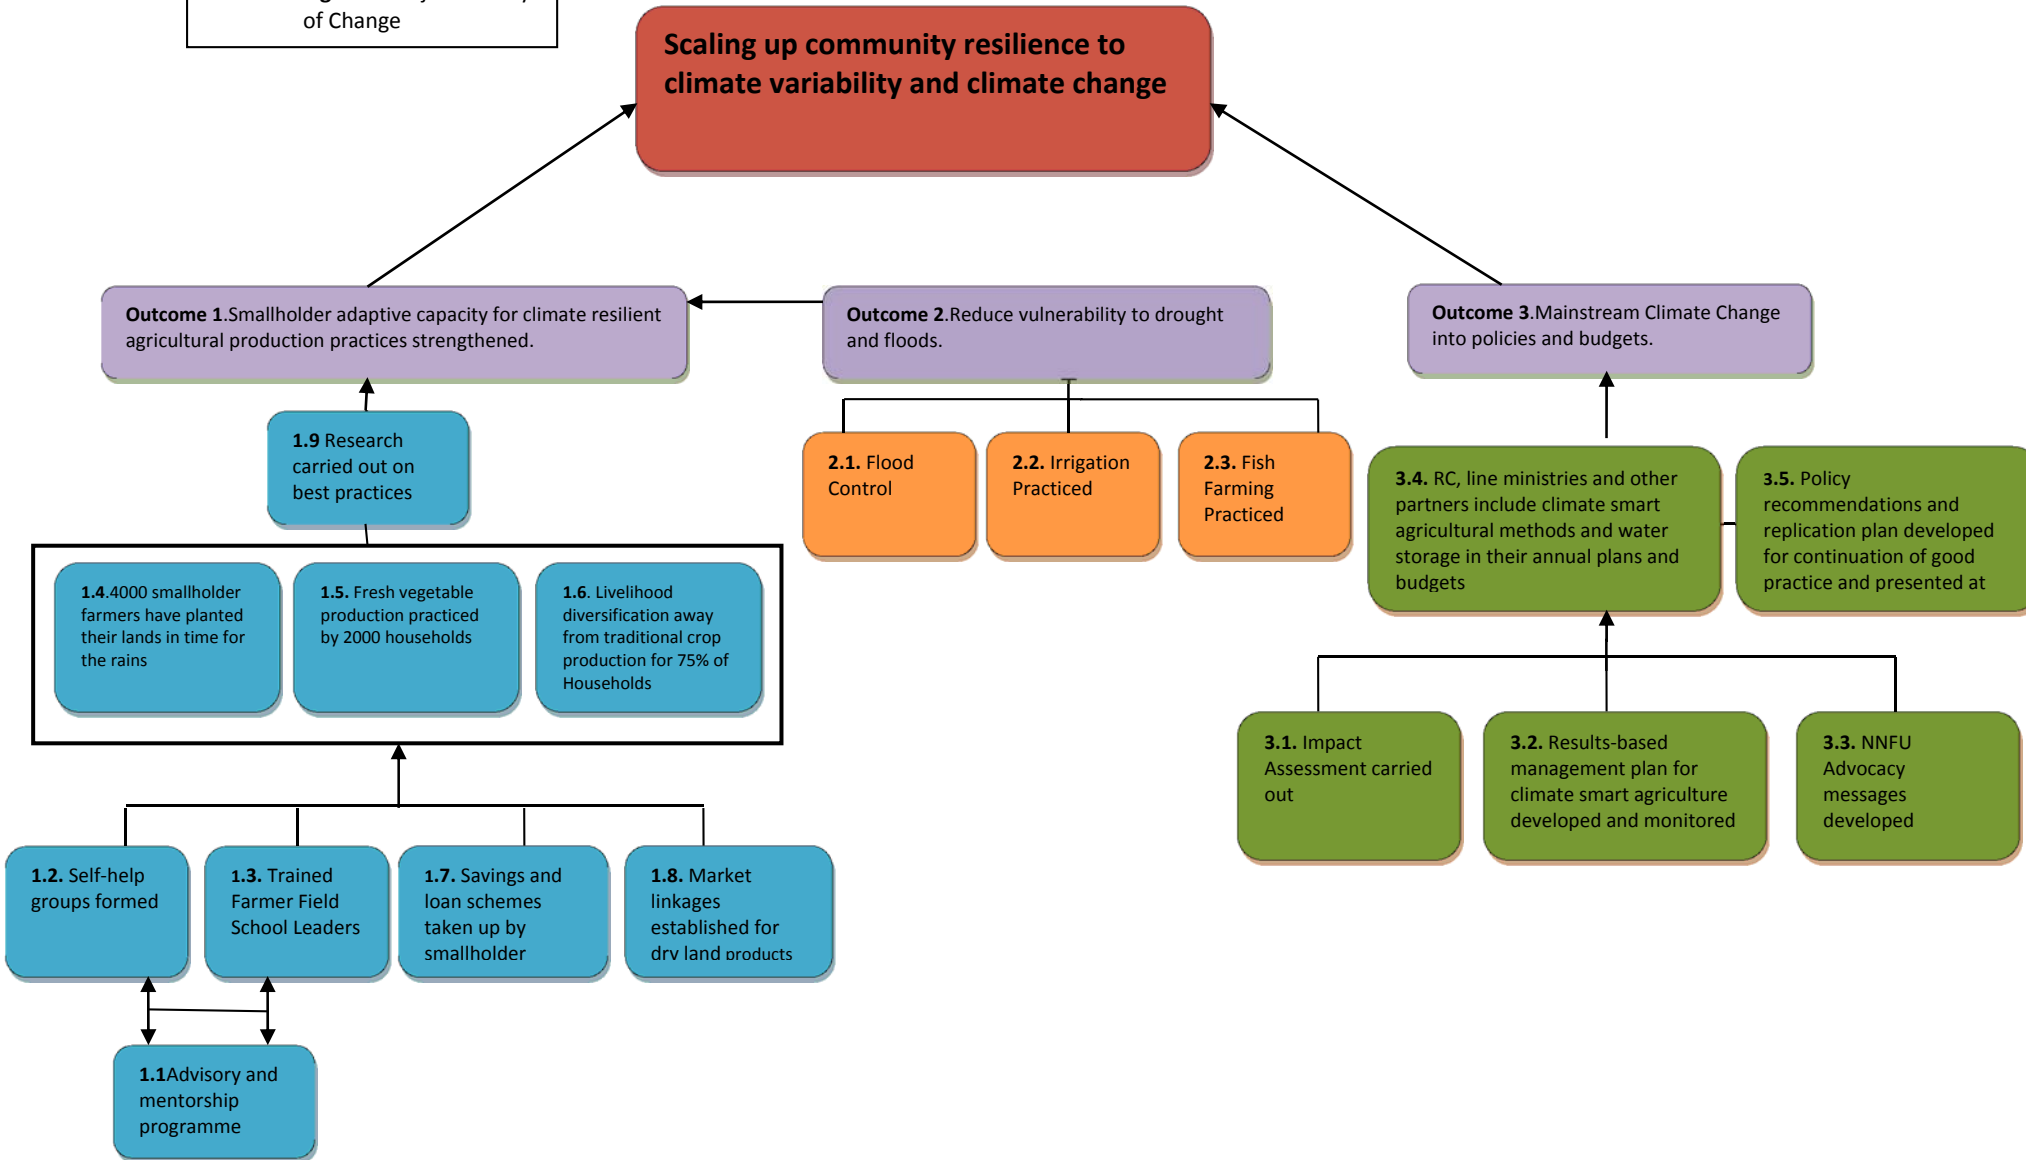 of Change
Scaling up community resilience to
climate variability and climate change
Outcome 1.Smallholder adaptive capacity for climate resilient
agricultural production practices strengthened.
Outcome 2.Reduce vulnerability to drought
and floods.
Outcome 3.Mainstream Climate Change
into policies and budgets.
1.9 Research
carried out on
best practices
2.1. Flood
Control
2.2. Irrigation
Practiced
2.3. Fish
Farming
Practiced
3.4. RC, line ministries and other
partners include climate smart
agricultural methods and water
storage in their annual plans and
budgets
3.5. Policy
recommendations and
replication plan developed
for continuation of good
practice and presented at
1.4.4000 smallholder
farmers have planted
their lands in time for
the rains
1.5. Fresh vegetable
production practiced
by 2000 households
1.6. Livelihood
diversification away
from traditional crop
production for 75% of
Households
3.1. Impact
Assessment carried
out
3.2. Results-based
management plan for
climate smart agriculture
developed and monitored
3.3. NNFU
Advocacy
messages
developed
1.2. Self-help
groups formed
1.3. Trained
Farmer Field
School Leaders
1.7. Savings and
loan schemes
taken up by
smallholder
1.8. Market
linkages
established for
dry land products
1.1Advisory and
mentorship
programme